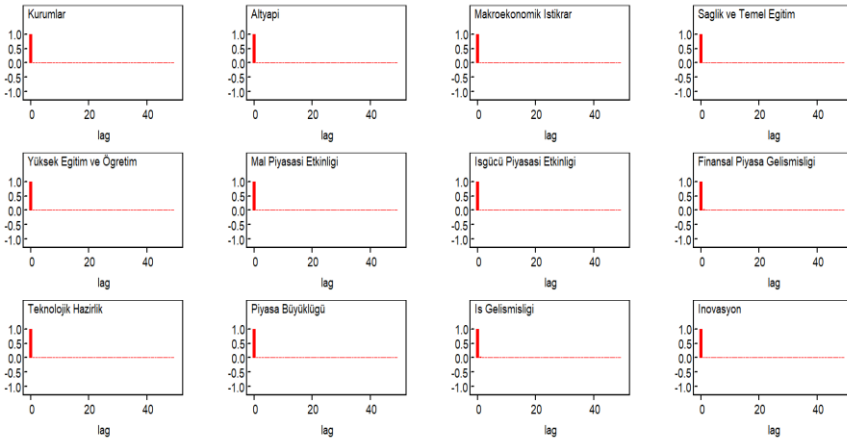 Kurumlar
1.0
0.5
0.0
-0.5
-1.0
0 20 40
lag
Altyapi
1.0
0.5
0.0
-0.5
-1.0
0 20 40
lag
Makroekonomik Istikrar
1.0
0.5
0.0
-0.5
-1.0
0 20 40
lag
Saglik ve Temel Egitim
1.0
0.5
0.0
-0.5
-1.0
0 20 40
lag
Yüksek Egitim ve Ögretim
1.0
0.5
0.0
-0.5
-1.0
0 20 40
lag
Mal Piyasasi Etkinligi
1.0
0.5
0.0
-0.5
-1.0
0 20 40
lag
Isgücü Piyasasi Etkinligi
1.0
0.5
0.0
-0.5
-1.0
0 20 40
lag
Finansal Piyasa Gelismisligi
1.0
0.5
0.0
-0.5
-1.0
0 20 40
lag
Teknolojik Hazirlik
1.0
0.5
0.0
-0.5
-1.0
0 20 40
lag
Piyasa Büyüklügü
1.0
0.5
0.0
-0.5
-1.0
0 20 40
lag
Is Gelismisligi
1.0
0.5
0.0
-0.5
-1.0
0 20 40
lag
Inovasyon
1.0
0.5
0.0
-0.5
-1.0
0 20 40
lag